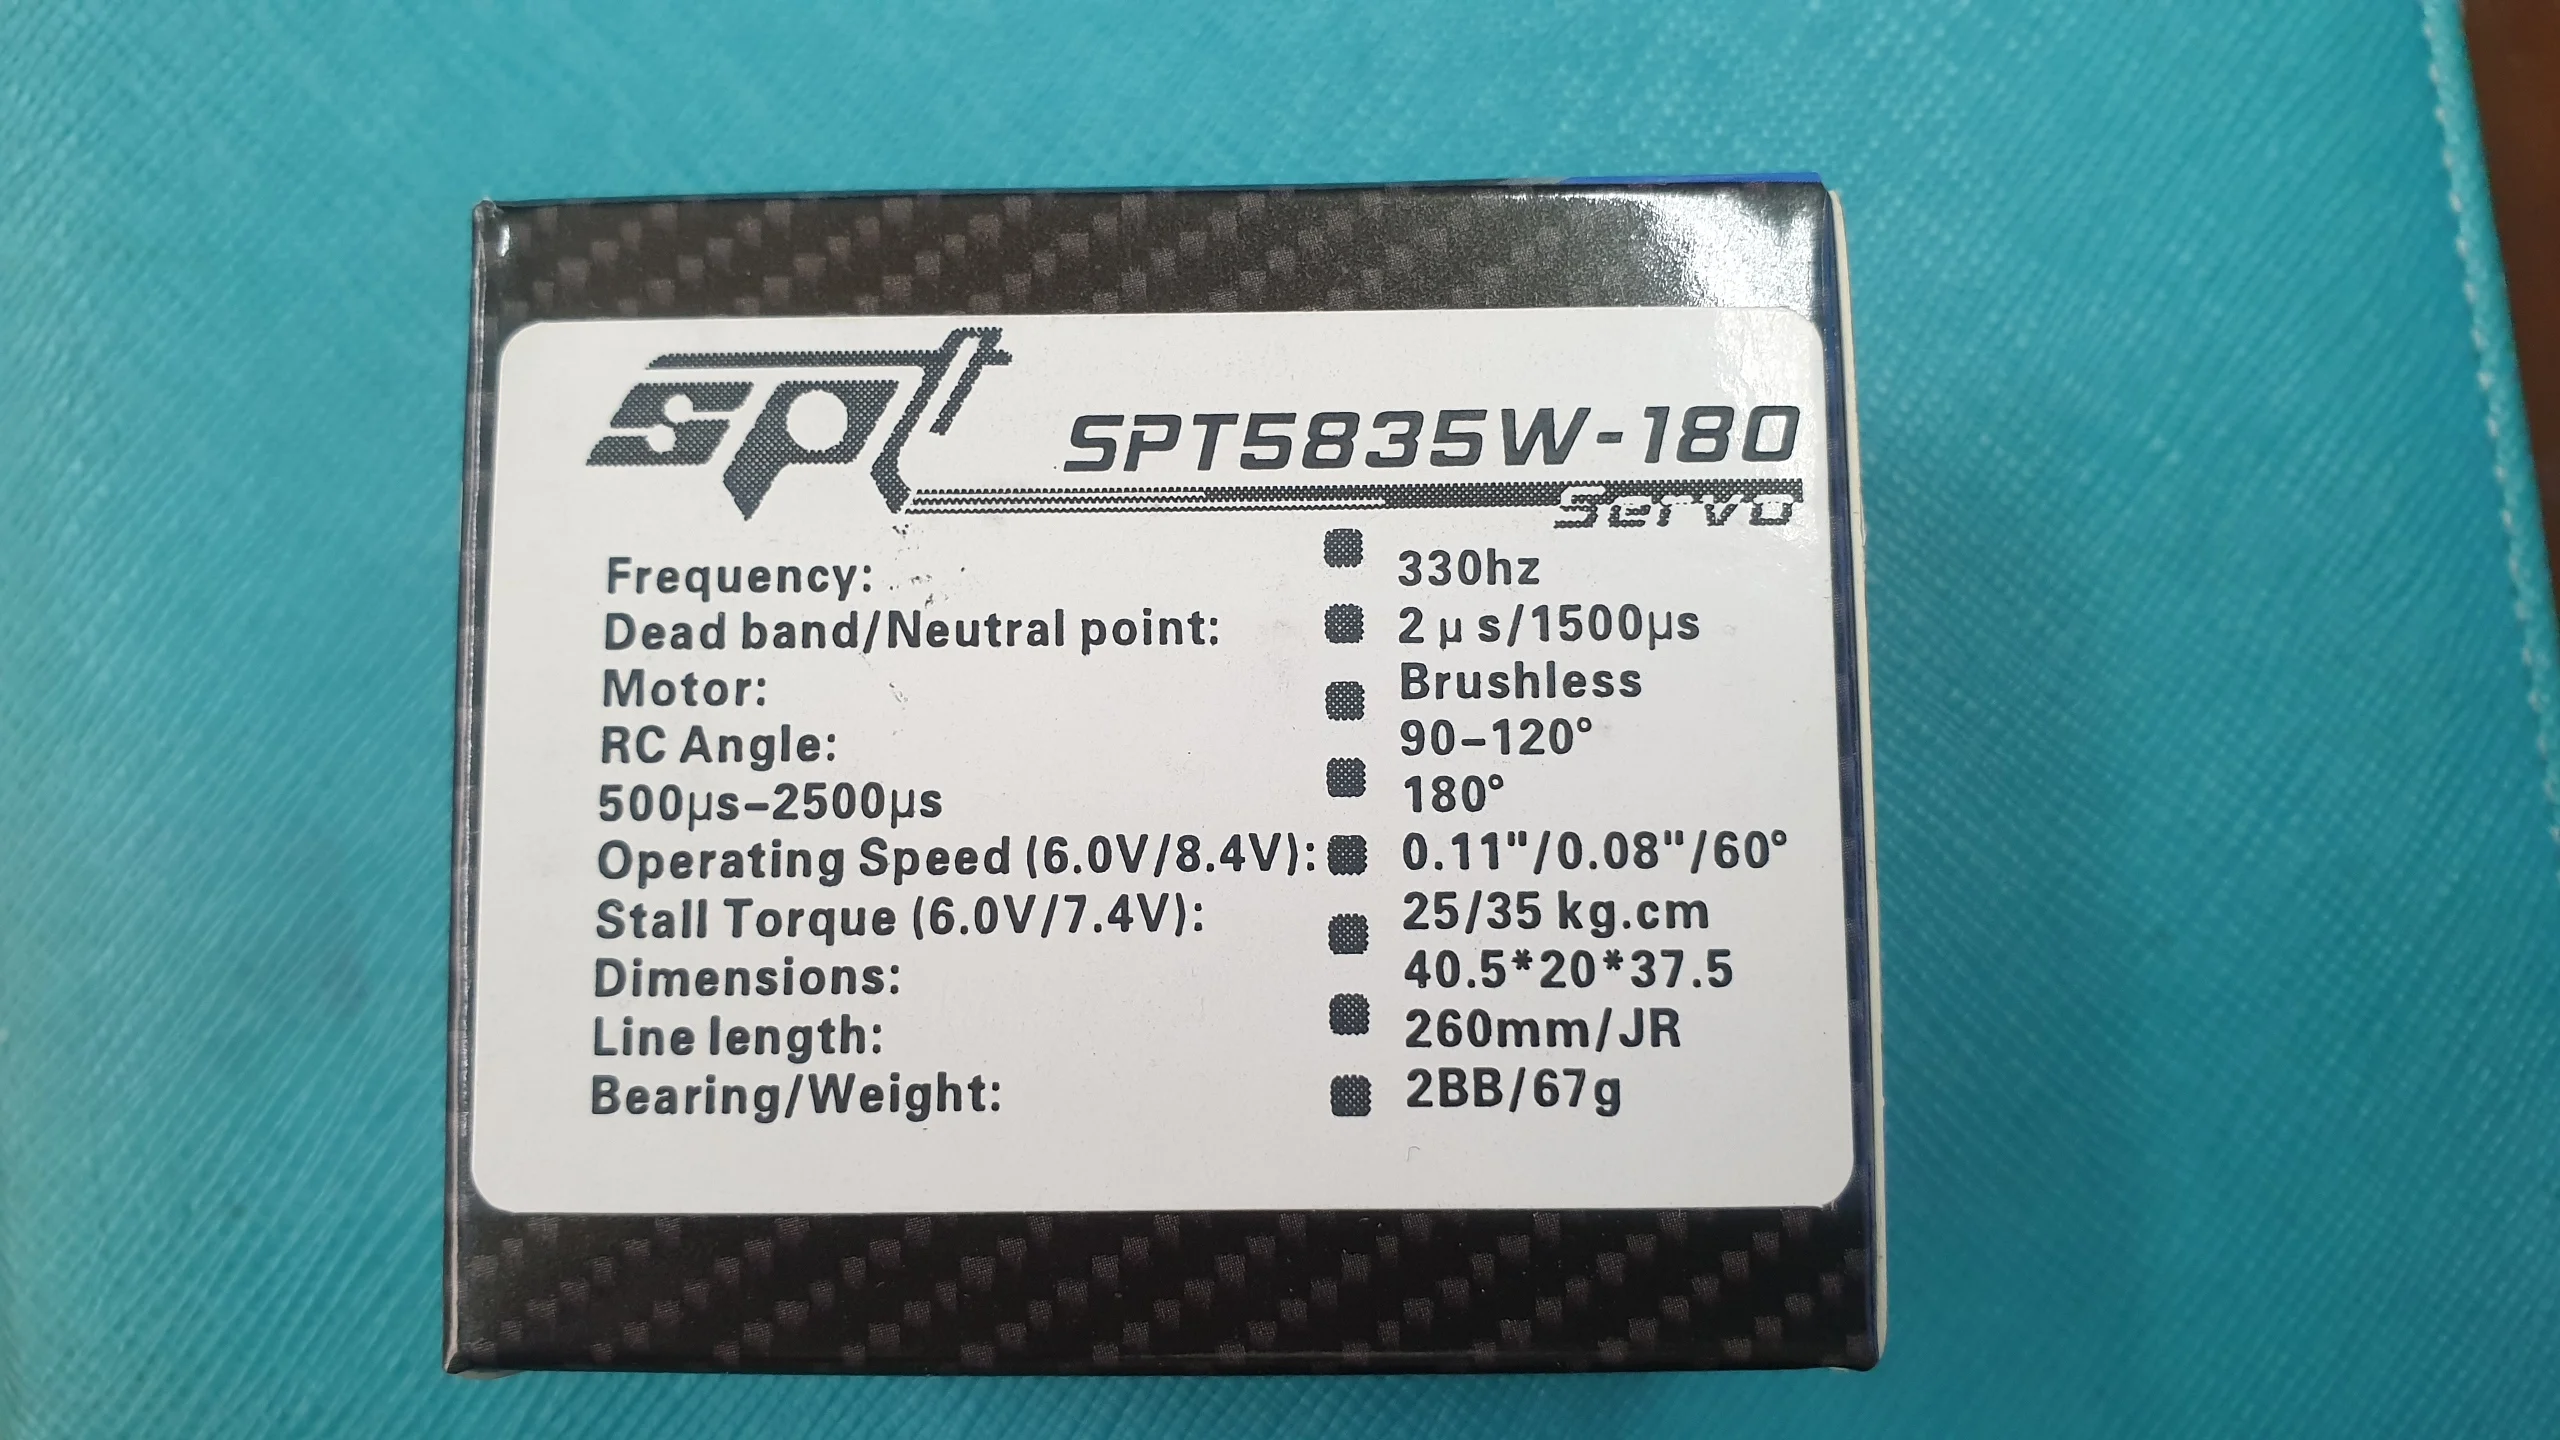 spt
SPT5835W-180
Servo
Frequency: 330hz
Dead band/Neutral point: 2 µ s/1500µs
Motor: Brushless
RC Angle: 90-120°
500µs-2500µs 180°
Operating Speed (6.0V/8.4V): 0.11"/0.08"/60°
Stall Torque (6.0V/7.4V): 25/35 kg.cm
Dimensions: 40.5*20*37.5
Line length: 260mm/JR
Bearing/Weight: 2BB/67g